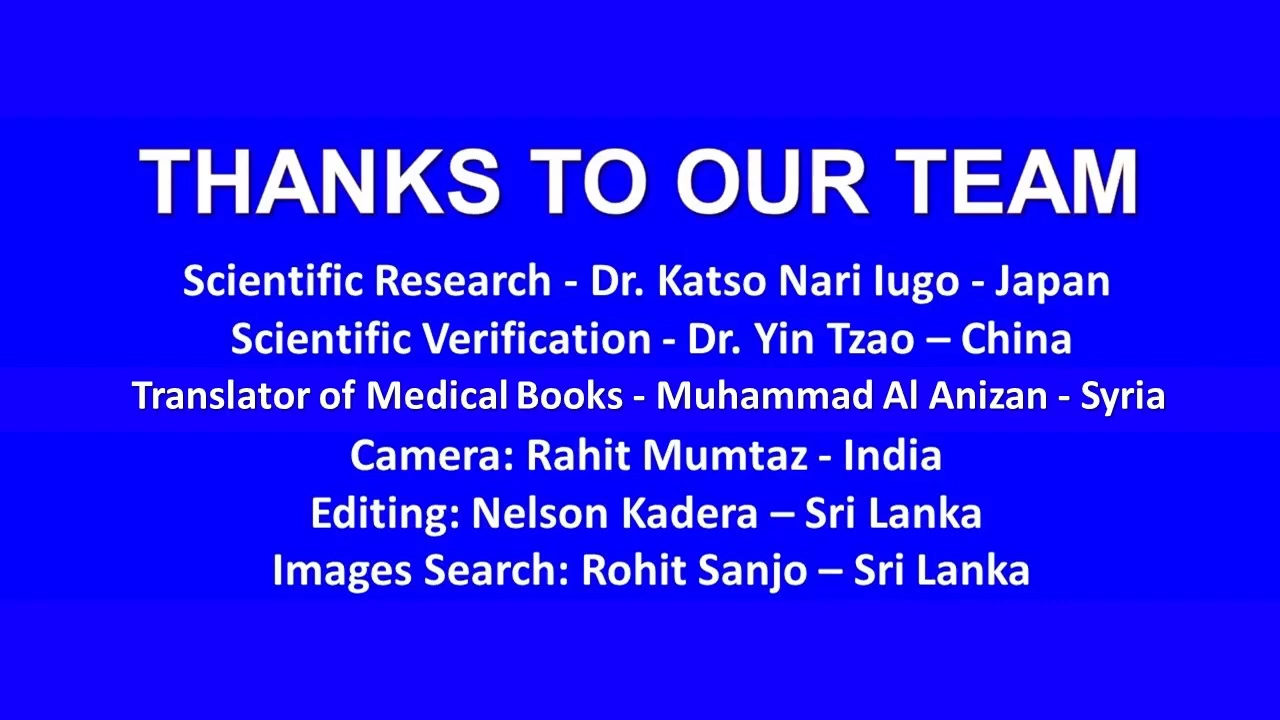 THANKS TO OUR TEAM
Scientific Research - Dr. Katso Nari Iugo - Japan
Scientific Verification - Dr. Yin Tzao – China
Translator of Medical Books - Muhammad Al Anizan - Syria
Camera: Rahit Mumtaz - India
Editing: Nelson Kadera – Sri Lanka
Images Search: Rohit Sanjo – Sri Lanka